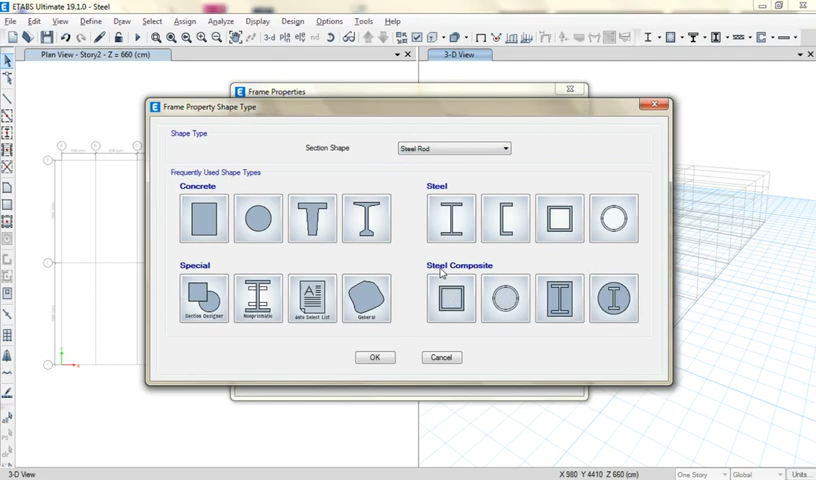 ETABS Ultimate 19.1.0 - Steel
File Edit View Define Draw Select Assign Analyze Display Design Options Tools Help
3-d
Plan View - Story2 - Z = 660 (cm)
3-D View
Frame Properties
Frame Property Shape Type
Shape Type
Section Shape
Steel Rod
Frequently Used Shape Types
Concrete
Steel
Special
Steel Composite
Section Designer
Nonprismatic
Auto Select List
General
OK
Cancel
3-D View
X 980 Y 4410 Z 660 (cm)
One Story
Global
Units...